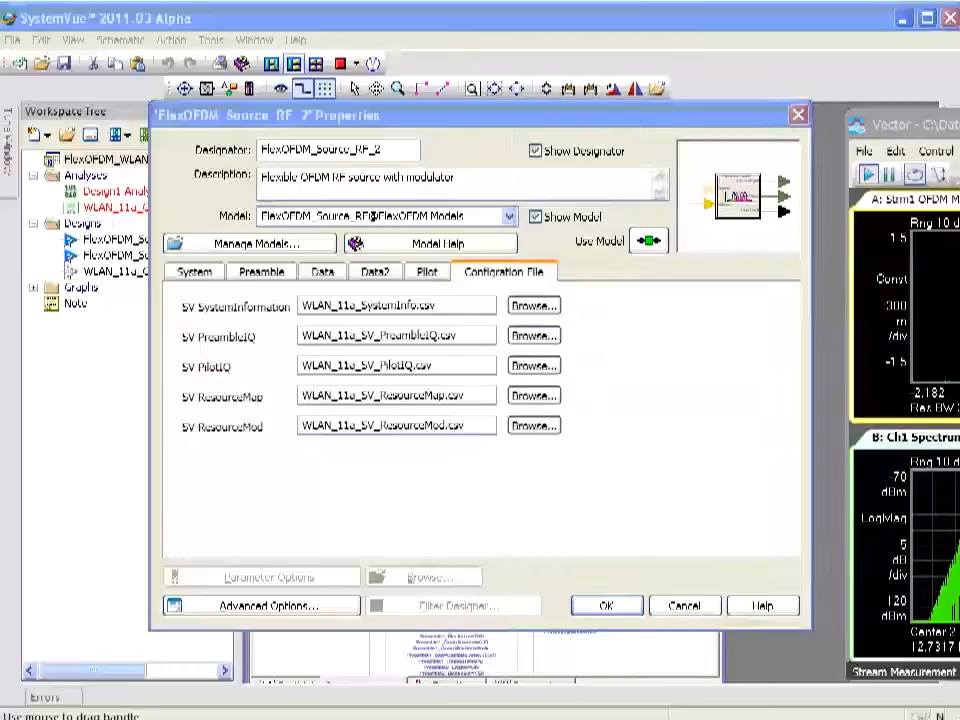 SystemVue™ 2011.03 Alpha
File Edit View Schematic Action Tools Window Help
Workspace Tree
FlexOFDM_WLAN
Analyses
Design1 Analy
WLAN_11a_C
Designs
FlexOFDM_So
FlexOFDM_So
WLAN_11a_C
Graphs
Note
'FlexOFDM_Source_RF_2' Properties
Designator: FlexOFDM_Source_RF_2
Show Designator
Description: Flexible OFDM RF source with modulator
Model: FlexOFDM_Source_RF@FlexOFDM Models
Show Model
Manage Models...
Model Help
Use Model
System Preamble Data Data2 Pilot Configration File
SV SystemInformation WLAN_11a_SystemInfo.csv Browse...
SV PreambleIQ WLAN_11a_SV_PreambleIQ.csv Browse...
SV PilotIQ WLAN_11a_SV_PilotIQ.csv Browse...
SV ResourceMap WLAN_11a_SV_ResourceMap.csv Browse...
SV ResourceMod WLAN_11a_SV_ResourceMod.csv Browse...
Parameter Options Browse...
Advanced Options... Filter Designer...
OK Cancel Help
Vector - C:\Data
File Edit Control
A: Strm1 OFDM M
Rng 10 d
1.5
Const
300
m
/div
-1.5
-2.182
Res BW 3
B: Ch1 Spectrum
Rng 10 d
-70
dBm
LogMag
5
dB
/div
120
dBm
Center 2
12.7317
Stream Measurement
Errors
Use mouse to drag handle